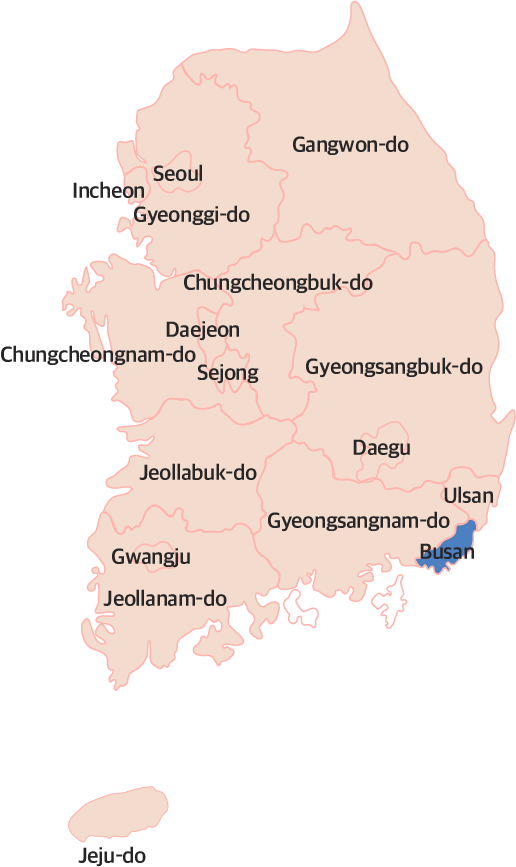 Gangwon-do
Seoul
Incheon
Gyeonggi-do
Chungcheongbuk-do
Daejeon
Chungcheongnam-do
Sejong
Gyeongsangbuk-do
Daegu
Jeollabuk-do
Ulsan
Gyeongsangnam-do
Busan
Gwangju
Jeollanam-do
Jeju-do